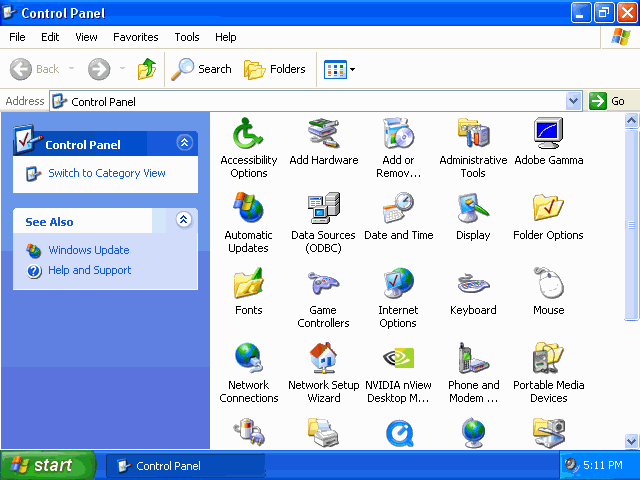 Control Panel
File Edit View Favorites Tools Help
Back Search Folders
Address Control Panel Go
Control Panel
Switch to Category View
See Also
Windows Update
Help and Support
Accessibility Options
Add Hardware
Add or Remov...
Administrative Tools
Adobe Gamma
Automatic Updates
Data Sources (ODBC)
Date and Time
Display
Folder Options
Fonts
Game Controllers
Internet Options
Keyboard
Mouse
Network Connections
Network Setup Wizard
NVIDIA nView Desktop M...
Phone and Modem ...
Portable Media Devices
start Control Panel 5:11 PM